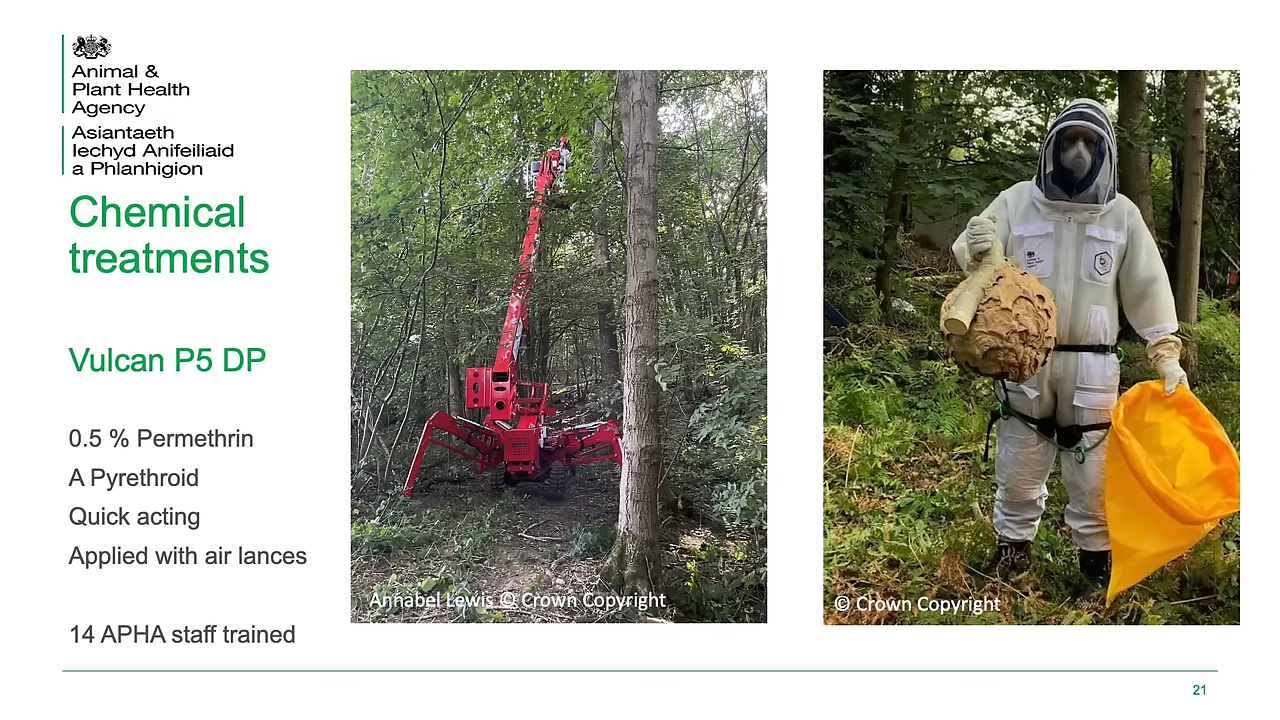 Animal &
Plant Health
Agency
Asiantaeth
Iechyd Anifeiliaid
a Phlanhigion
Chemical
treatments
Vulcan P5 DP
0.5 % Permethrin
A Pyrethroid
Quick acting
Applied with air lances
14 APHA staff trained
Annabel Lewis © Crown Copyright
© Crown Copyright
21